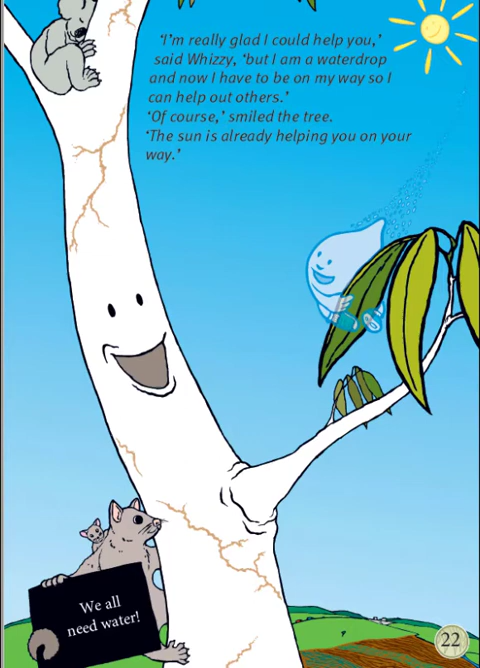 ‘I’m really glad I could help you,’
said Whizzy, ‘but I am a waterdrop
and now I have to be on my way so I
can help out others.’
‘Of course,’ smiled the tree.
‘The sun is already helping you on your
way.’
We all
need water!
22